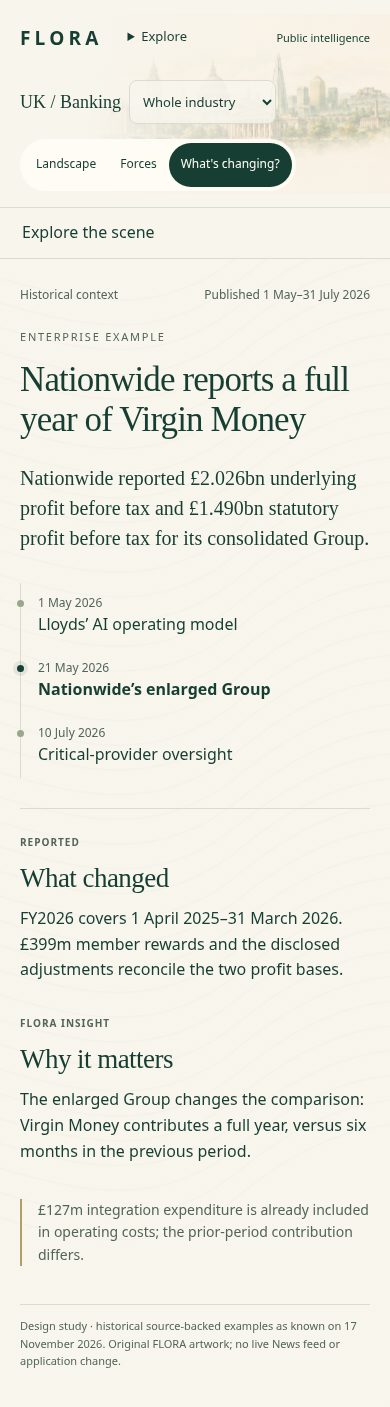 FLORA
▶ Explore
Public intelligence
UK / Banking
Whole industry
Landscape
Forces
What's changing?
Explore the scene
Historical context
Published 1 May–31 July 2026
ENTERPRISE EXAMPLE
Nationwide reports a full
year of Virgin Money
Nationwide reported £2.026bn underlying
profit before tax and £1.490bn statutory
profit before tax for its consolidated Group.
1 May 2026
Lloyds’ AI operating model
21 May 2026
Nationwide’s enlarged Group
10 July 2026
Critical-provider oversight
REPORTED
What changed
FY2026 covers 1 April 2025–31 March 2026.
£399m member rewards and the disclosed
adjustments reconcile the two profit bases.
FLORA INSIGHT
Why it matters
The enlarged Group changes the comparison:
Virgin Money contributes a full year, versus six
months in the previous period.
£127m integration expenditure is already included
in operating costs; the prior-period contribution
differs.
Design study · historical source-backed examples as known on 17
November 2026. Original FLORA artwork; no live News feed or
application change.